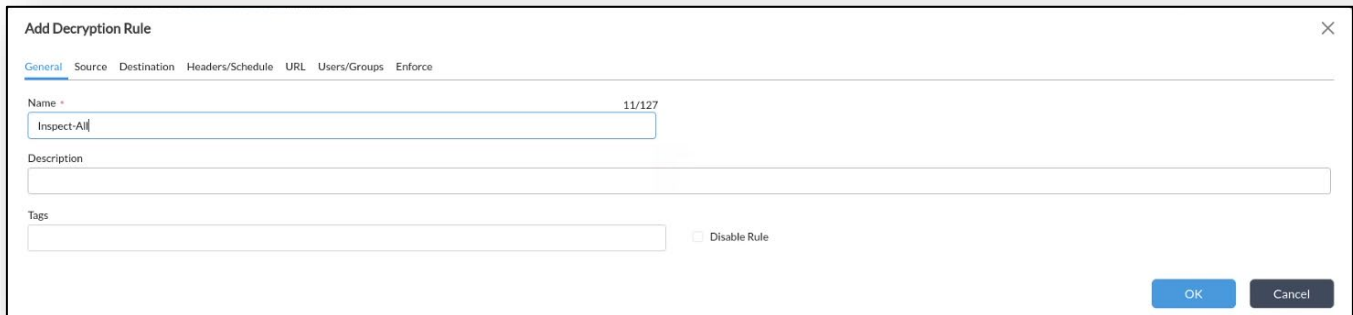 Add Decryption Rule
General Source Destination Headers/Schedule URL Users/Groups Enforce
Name * 11/127
Inspect-All
Description
Tags
Disable Rule
OK Cancel